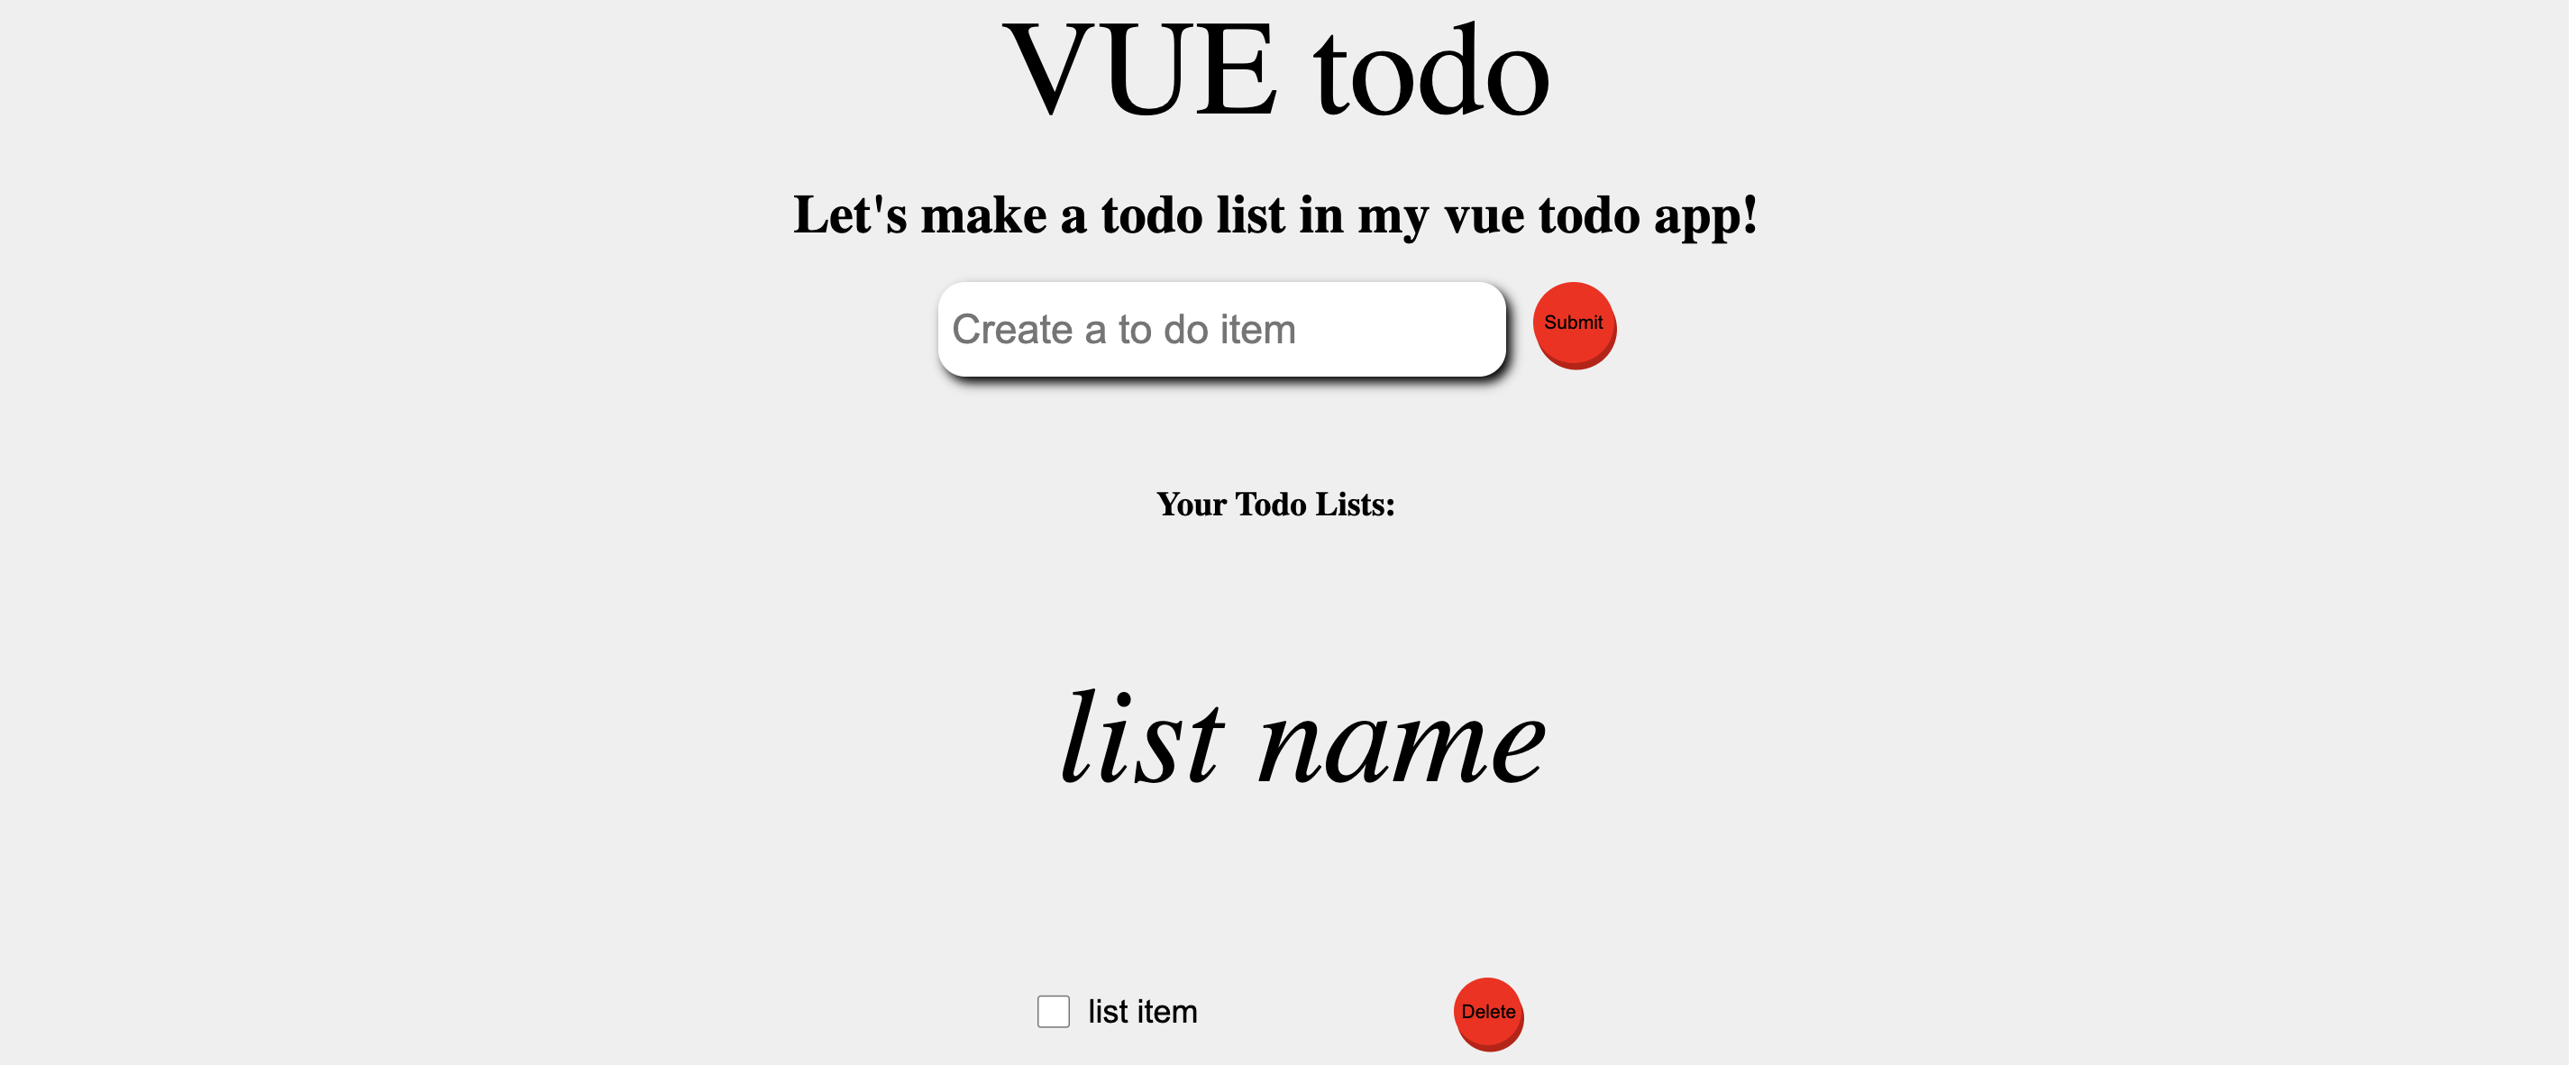 VUE todo
Let's make a todo list in my vue todo app!
Create a to do item
Submit
Your Todo Lists:
list name
list item
Delete